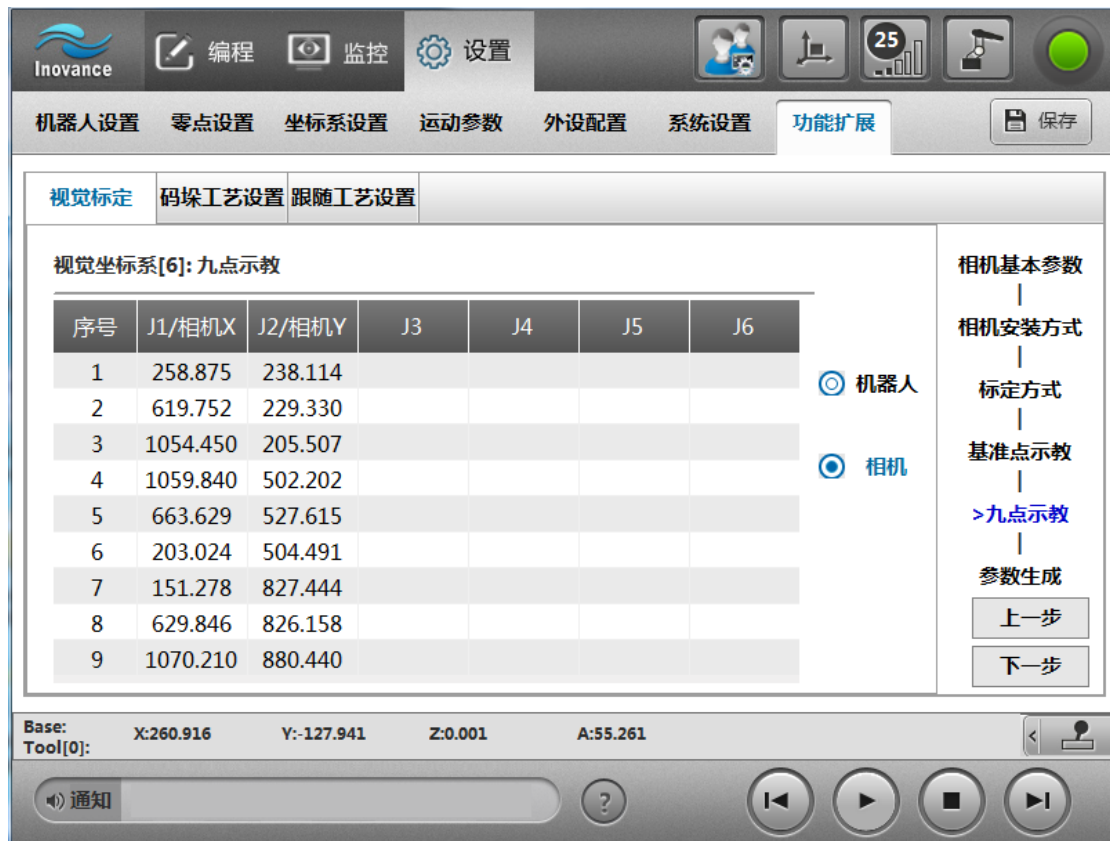 Inovance 编程 监控 设置 25
机器人设置 零点设置 坐标系设置 运动参数 外设配置 系统设置 功能扩展 保存
视觉标定 码垛工艺设置 跟随工艺设置
视觉坐标系[6]: 九点示教
序号 J1/相机X J2/相机Y J3 J4 J5 J6
1 258.875 238.114
2 619.752 229.330
3 1054.450 205.507
4 1059.840 502.202
5 663.629 527.615
6 203.024 504.491
7 151.278 827.444
8 629.846 826.158
9 1070.210 880.440
机器人
相机
相机基本参数
相机安装方式
标定方式
基准点示教
>九点示教
参数生成
上一步
下一步
Base: X:260.916 Y:-127.941 Z:0.001 A:55.261
Tool[0]:
通知 ?